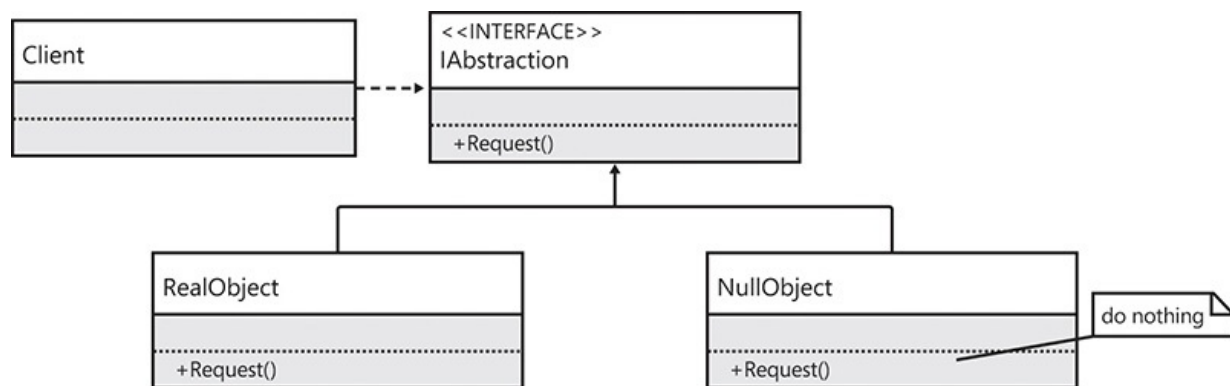 Client
<<INTERFACE>>
IAbstraction
+Request()
RealObject
+Request()
NullObject
+Request()
do nothing